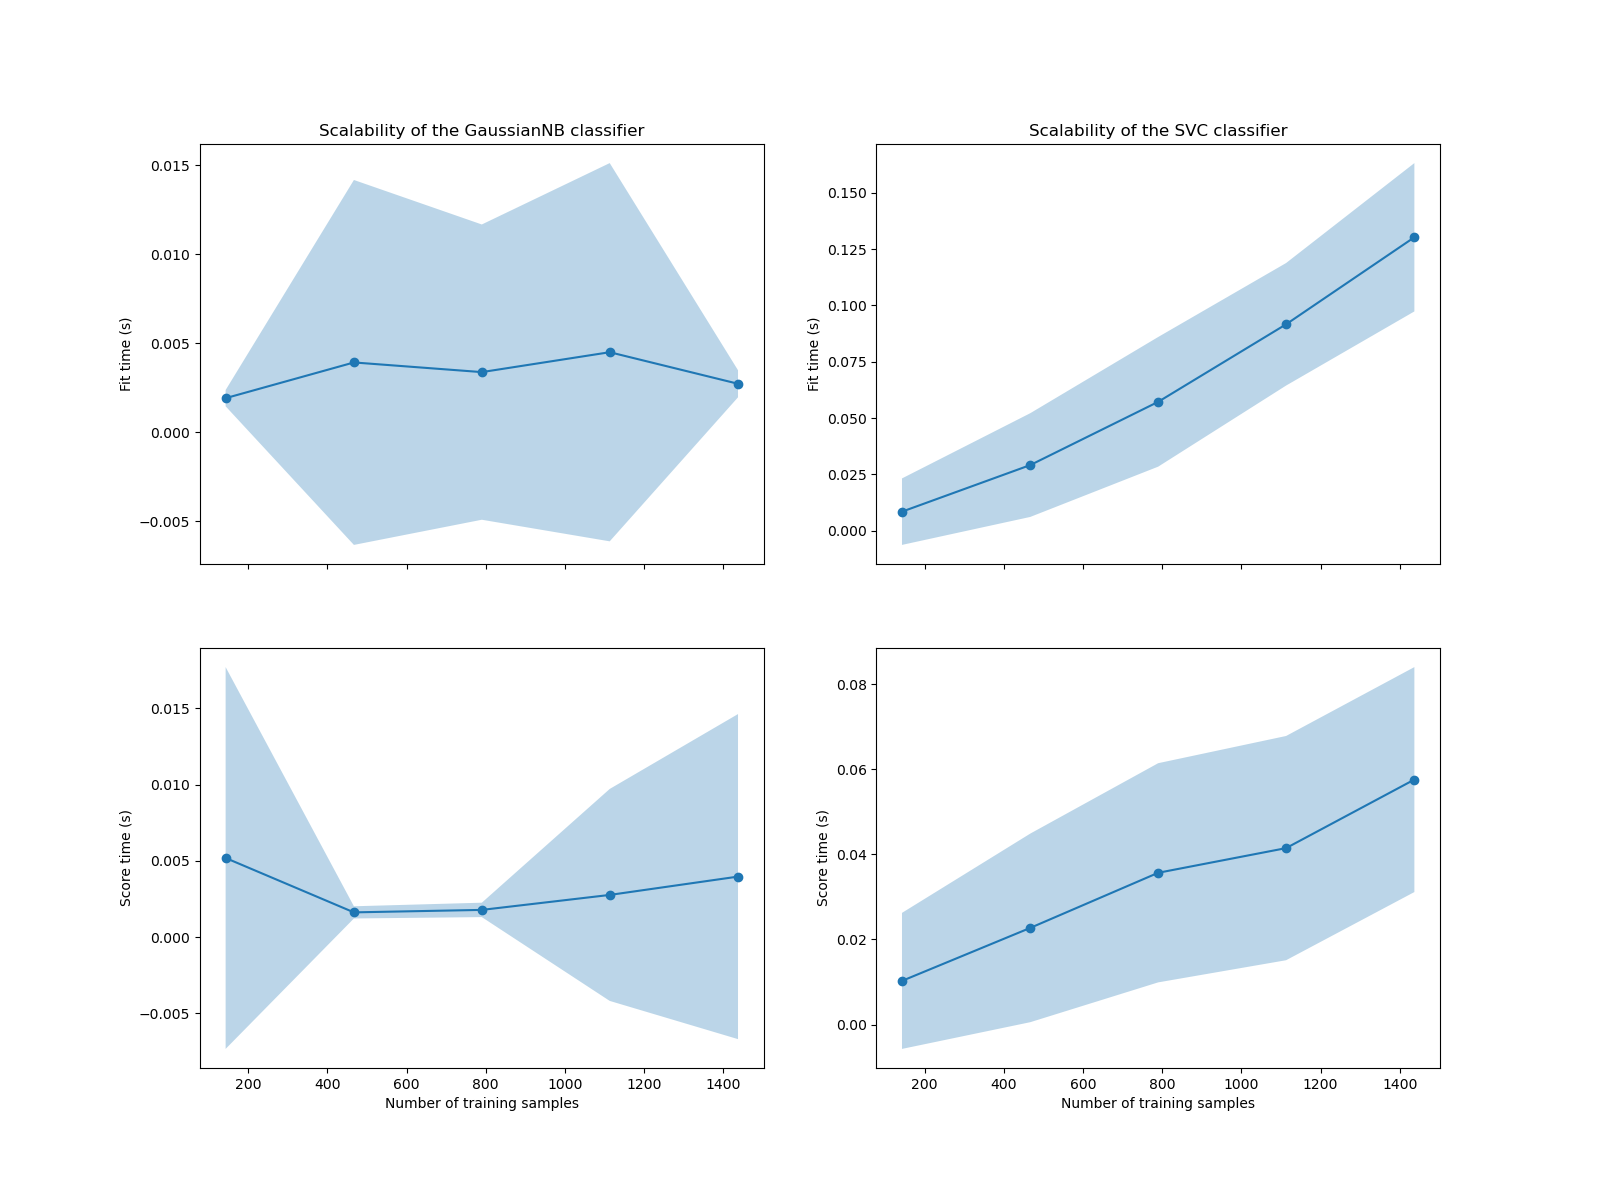 Scalability of the GaussianNB classifier
0.015
0.010
0.005
0.000
−0.005
Fit time (s)
Scalability of the SVC classifier
0.150
0.125
0.100
0.075
0.050
0.025
0.000
Fit time (s)
0.015
0.010
0.005
0.000
−0.005
Score time (s)
200 400 600 800 1000 1200 1400
Number of training samples
0.08
0.06
0.04
0.02
0.00
Score time (s)
200 400 600 800 1000 1200 1400
Number of training samples